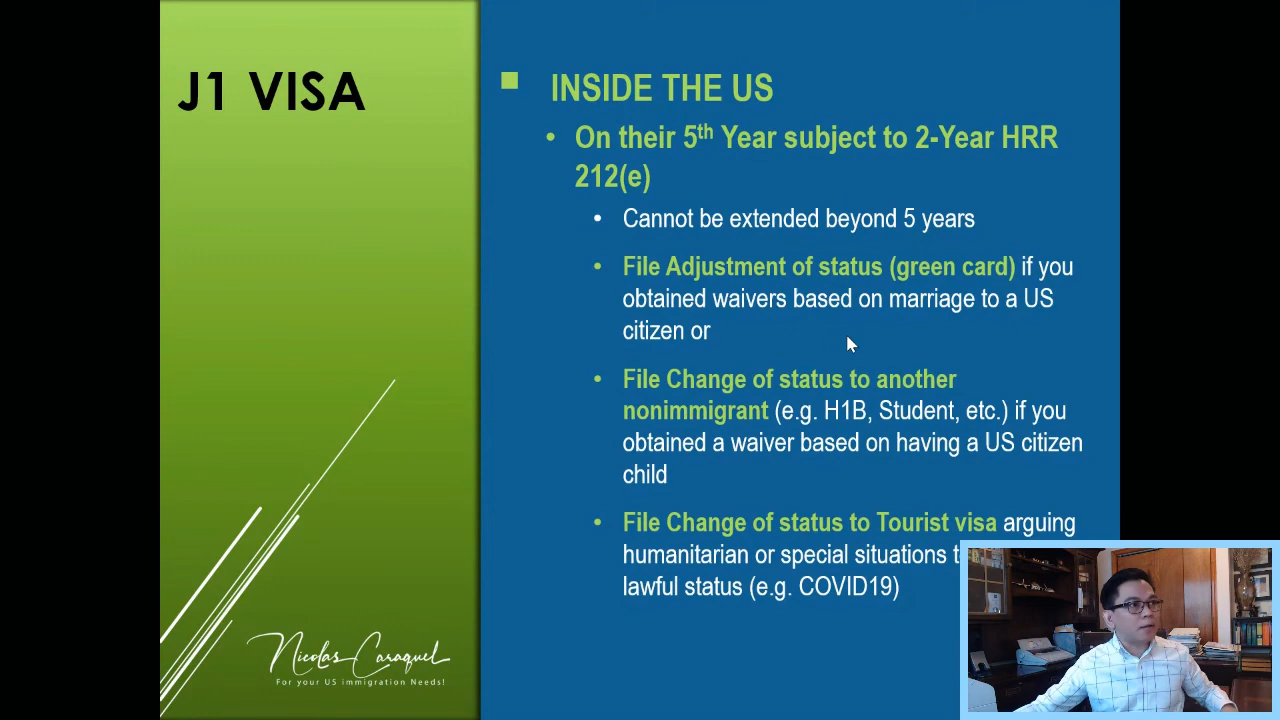 J1 VISA
INSIDE THE US
On their 5th Year subject to 2-Year HRR
212(e)
Cannot be extended beyond 5 years
File Adjustment of status (green card) if you
obtained waivers based on marriage to a US
citizen or
File Change of status to another
nonimmigrant (e.g. H1B, Student, etc.) if you
obtained a waiver based on having a US citizen
child
File Change of status to Tourist visa arguing
humanitarian or special situations
lawful status (e.g. COVID19)
Nicolas Caraquel
For your US immigration Needs!